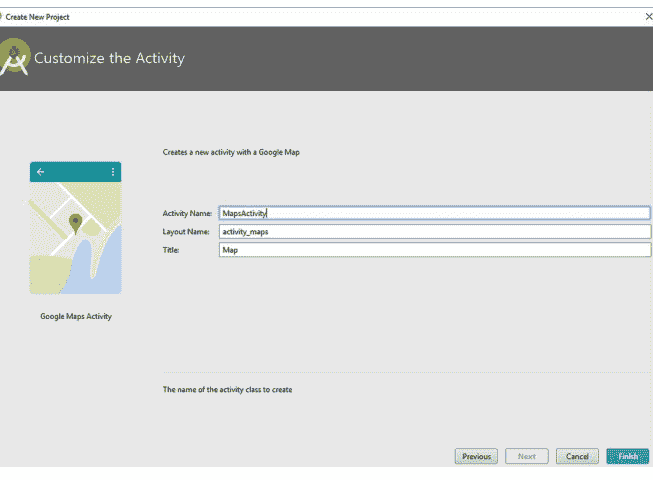 Create New Project
Customize the Activity
Creates a new activity with a Google Map
Activity Name: MapsActivity
Layout Name: activity_maps
Title: Map
Google Maps Activity
The name of the activity class to create
Previous Next Cancel Finish